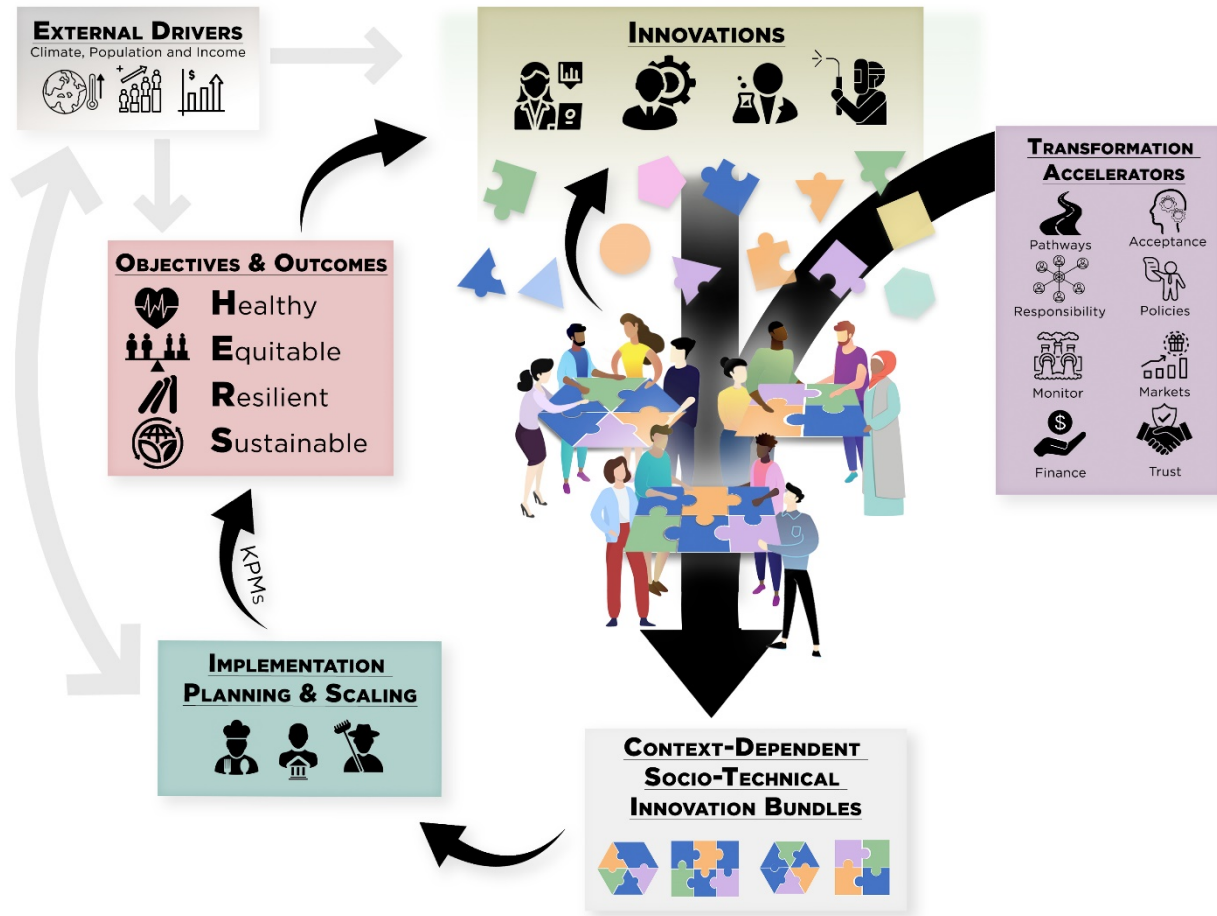 EXTERNAL DRIVERS
Climate, Population and Income
+
$
INNOVATIONS
TRANSFORMATION
ACCELERATORS
Pathways
Acceptance
Responsibility
Policies
Monitor
Markets
$
Finance
Trust
OBJECTIVES & OUTCOMES
Healthy
Equitable
Resilient
Sustainable
KPMs
IMPLEMENTATION
PLANNING & SCALING
CONTEXT-DEPENDENT
SOCIO-TECHNICAL
INNOVATION BUNDLES